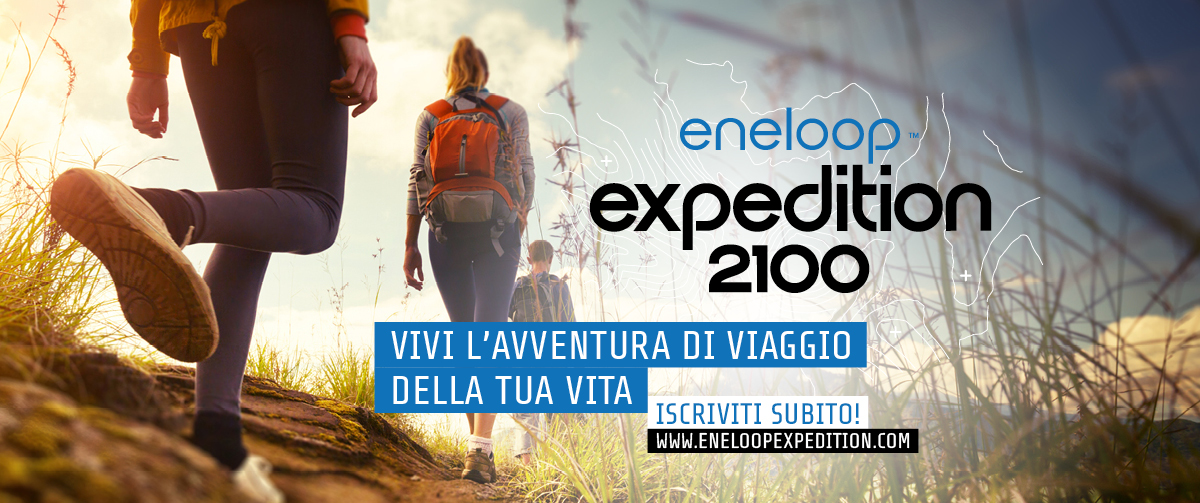 eneloop™
expedition
2100
VIVI L'AVVENTURA DI VIAGGIO
DELLA TUA VITA
ISCRIVITI SUBITO!
WWW.ENELOOPEXPEDITION.COM